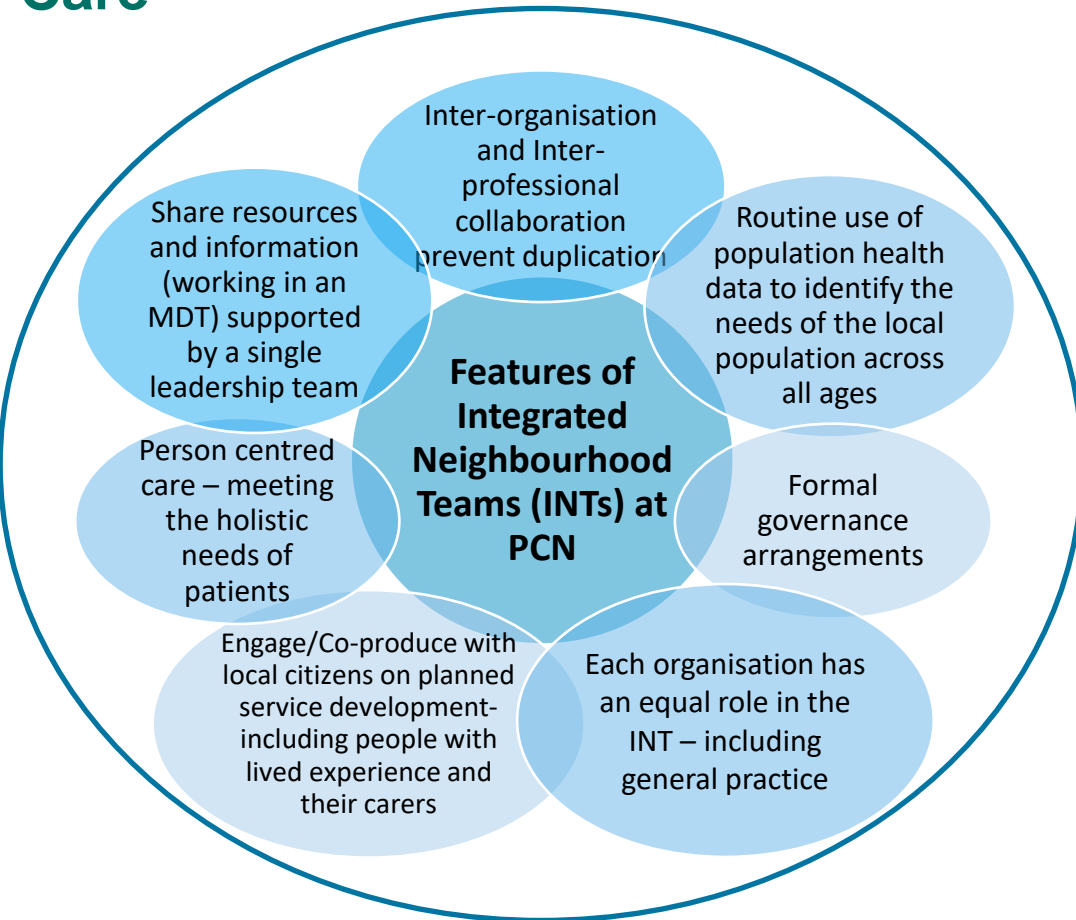 Care
Inter-organisation
and Inter-
professional
collaboration
prevent duplication
Routine use of
population health
data to identify the
needs of the local
population across
all ages
Formal
governance
arrangements
Each organisation has
an equal role in the
INT – including
general practice
Engage/Co-produce with
local citizens on planned
service development-
including people with
lived experience and
their carers
Person centred
care – meeting
the holistic
needs of
patients
Share resources
and information
(working in an
MDT) supported
by a single
leadership team
Features of
Integrated
Neighbourhood
Teams (INTs) at
PCN